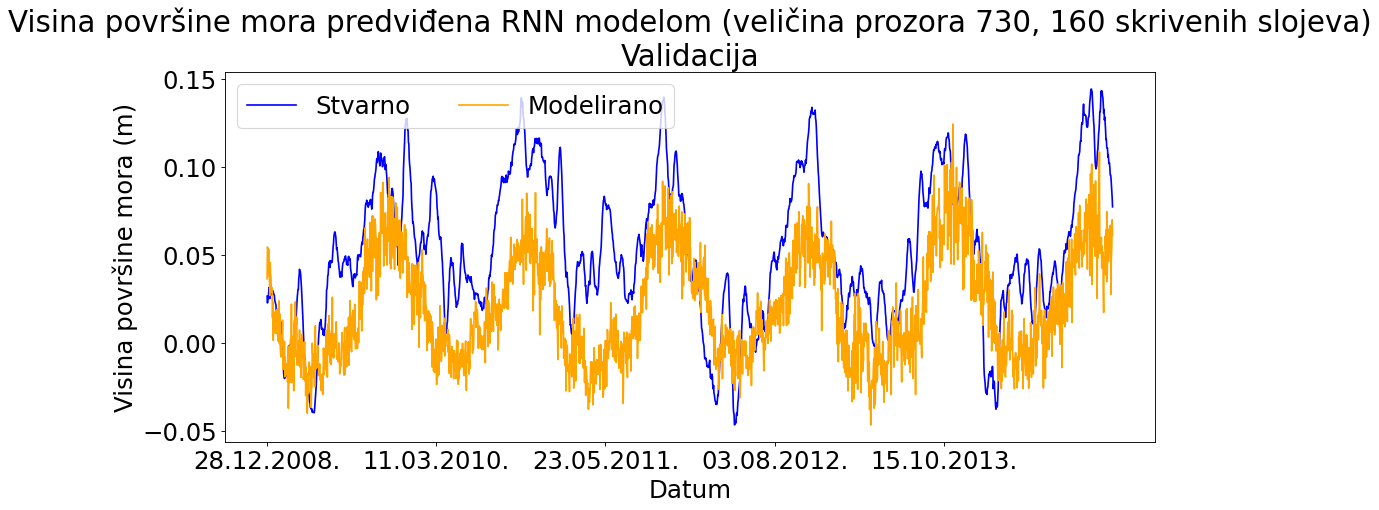 Visina površine mora predviđena RNN modelom (veličina prozora 730, 160 skrivenih slojeva)
Validacija
Stvarno
Modelirano
Visina površine mora (m)
0.15
0.10
0.05
0.00
−0.05
28.12.2008.
11.03.2010.
23.05.2011.
03.08.2012.
15.10.2013.
Datum